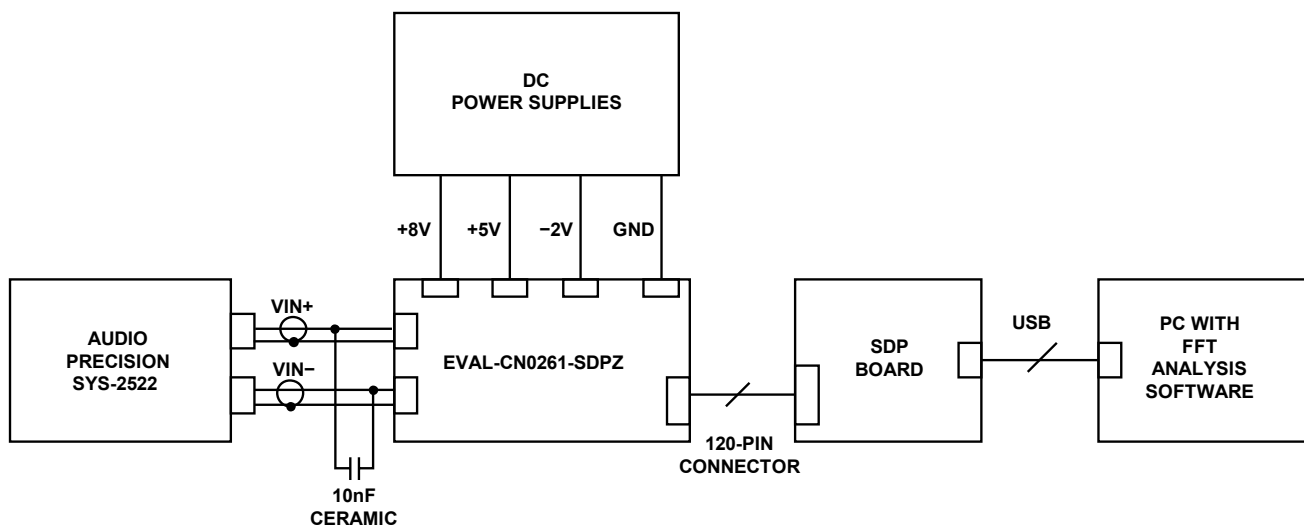 DC
POWER SUPPLIES
+8V
+5V
−2V
GND
AUDIO
PRECISION
SYS-2522
VIN+
VIN−
10nF
CERAMIC
EVAL-CN0261-SDPZ
120-PIN
CONNECTOR
SDP
BOARD
USB
PC WITH
FFT
ANALYSIS
SOFTWARE